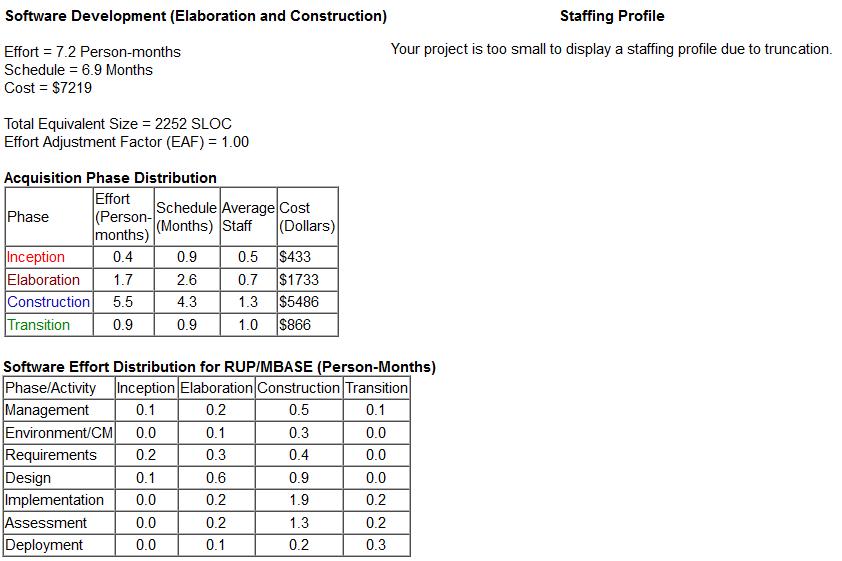 Software Development (Elaboration and Construction)
Staffing Profile
Effort = 7.2 Person-months
Schedule = 6.9 Months
Cost = $7219
Your project is too small to display a staffing profile due to truncation.
Total Equivalent Size = 2252 SLOC
Effort Adjustment Factor (EAF) = 1.00
Acquisition Phase Distribution
Phase Effort (Person-months) Schedule (Months) Average Staff Cost (Dollars)
Inception 0.4 0.9 0.5 $433
Elaboration 1.7 2.6 0.7 $1733
Construction 5.5 4.3 1.3 $5486
Transition 0.9 0.9 1.0 $866
Software Effort Distribution for RUP/MBASE (Person-Months)
Phase/Activity Inception Elaboration Construction Transition
Management 0.1 0.2 0.5 0.1
Environment/CM 0.0 0.1 0.3 0.0
Requirements 0.2 0.3 0.4 0.0
Design 0.1 0.6 0.9 0.0
Implementation 0.0 0.2 1.9 0.2
Assessment 0.0 0.2 1.3 0.2
Deployment 0.0 0.1 0.2 0.3